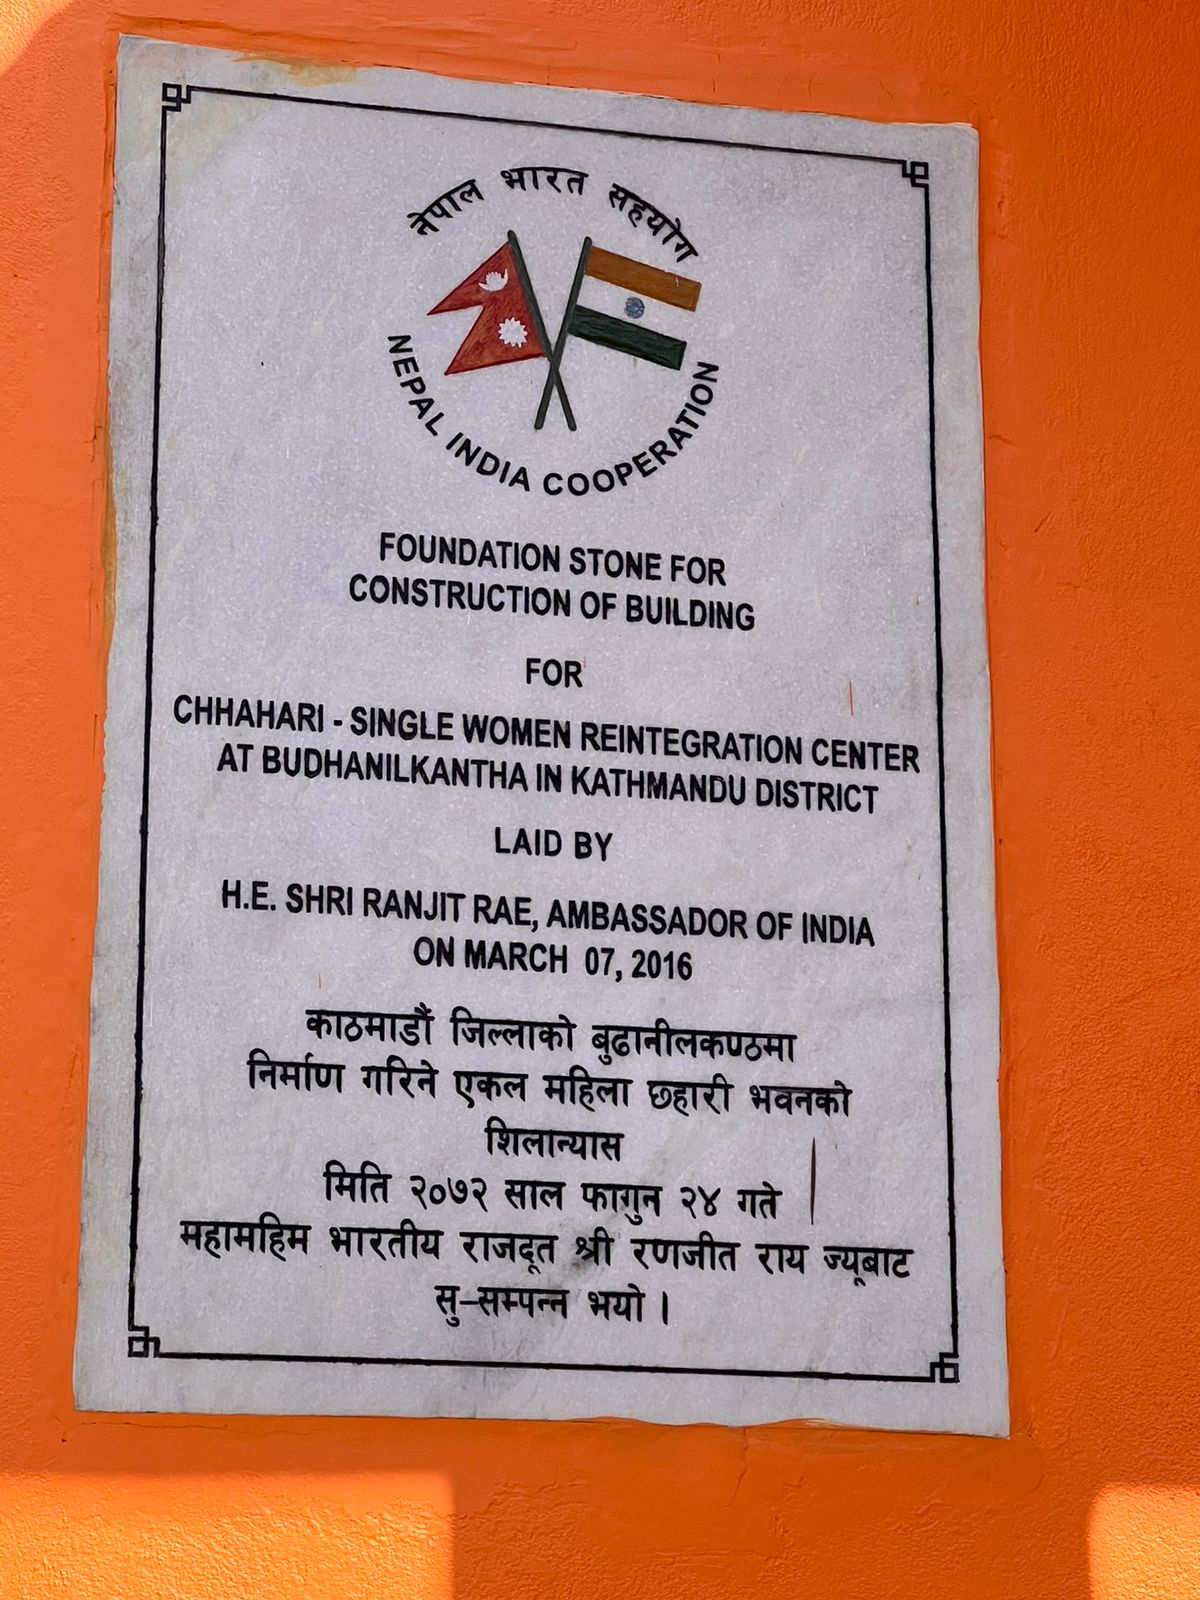 नेपाल भारत सहयोग
NEPAL INDIA COOPERATION
FOUNDATION STONE FOR
CONSTRUCTION OF BUILDING
FOR
CHHAHARI - SINGLE WOMEN REINTEGRATION CENTER
AT BUDHANILKANTHA IN KATHMANDU DISTRICT
LAID BY
H.E. SHRI RANJIT RAE, AMBASSADOR OF INDIA
ON MARCH 07, 2016
काठमाडौं जिल्लाको बुढानीलकण्ठमा
निर्माण गरिने एकल महिला छहारी भवनको
शिलान्यास
मिति २०७२ साल फागुन २४ गते
महामहिम भारतीय राजदूत श्री रणजीत राय ज्यूबाट
सु–सम्पन्न भयो ।